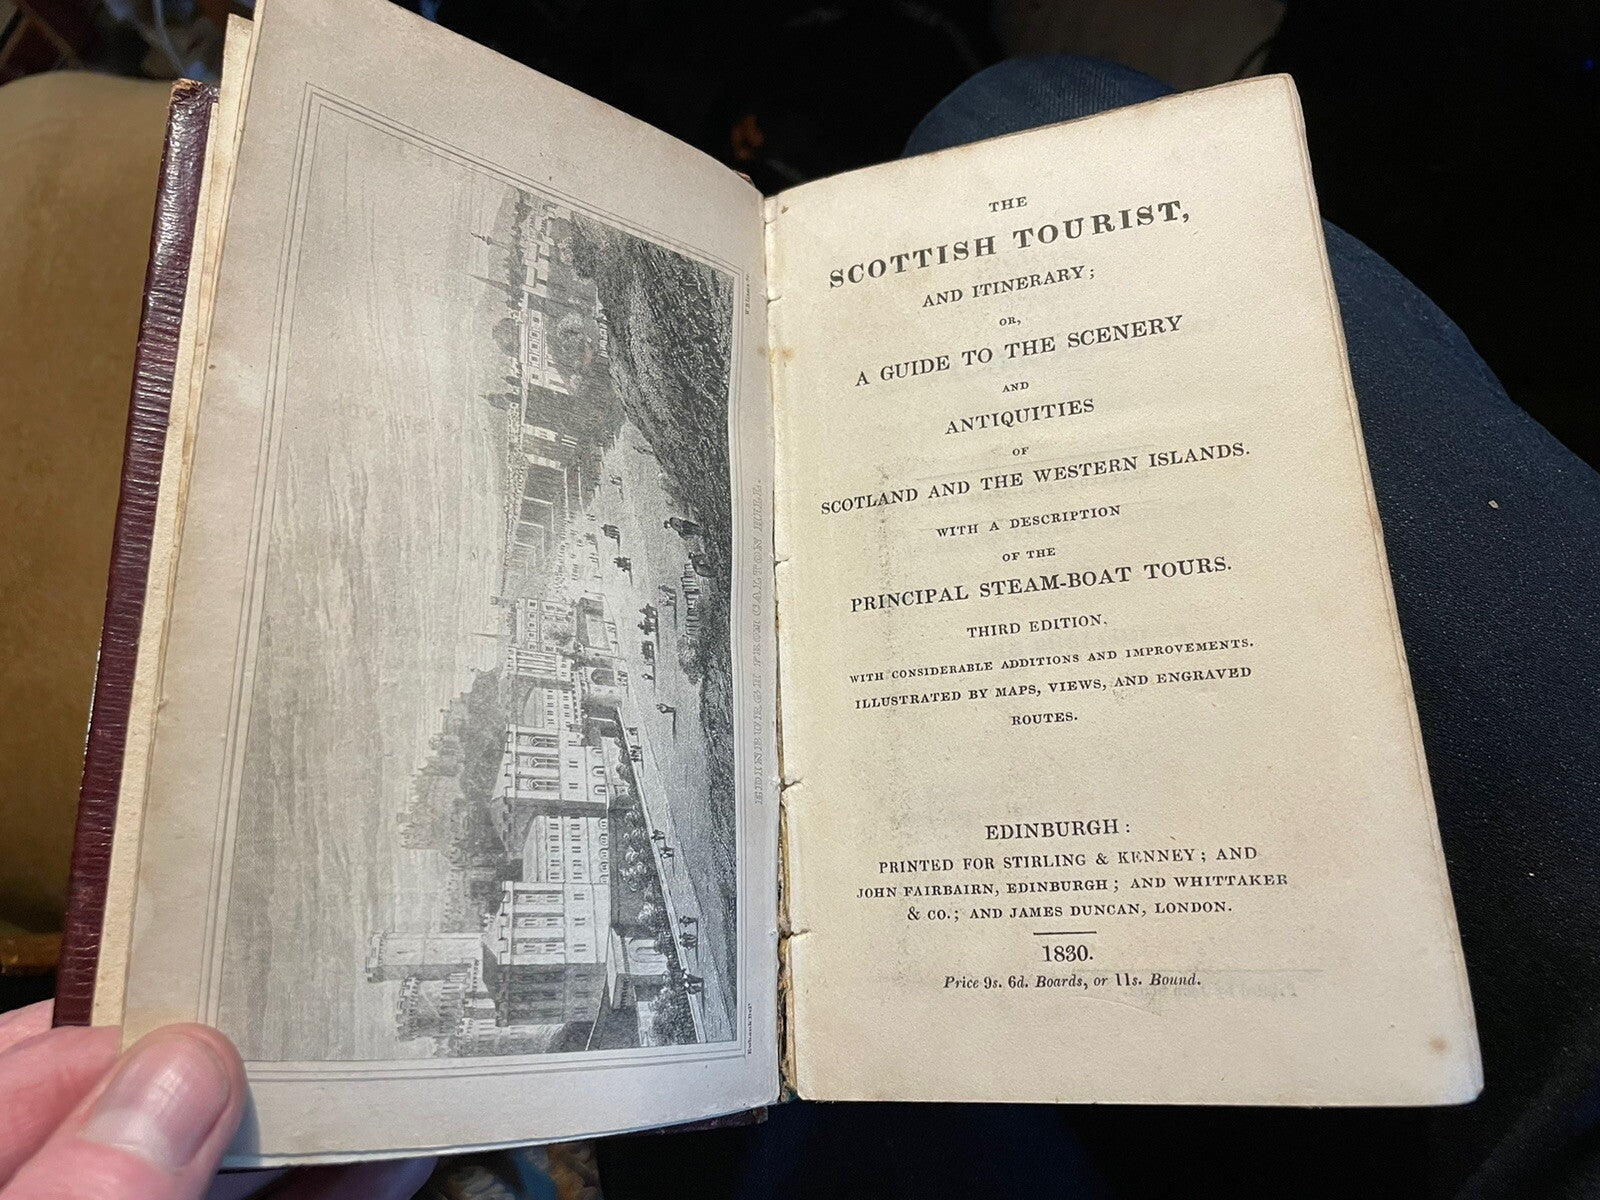 THE
SCOTTISH TOURIST,
AND ITINERARY;
OR,
A GUIDE TO THE SCENERY
AND
ANTIQUITIES
OF
SCOTLAND AND THE WESTERN ISLANDS.
WITH A DESCRIPTION
OF THE
PRINCIPAL STEAM-BOAT TOURS.
THIRD EDITION,
WITH CONSIDERABLE ADDITIONS AND IMPROVEMENTS.
ILLUSTRATED BY MAPS, VIEWS, AND ENGRAVED
ROUTES.
EDINBURGH:
PRINTED FOR STIRLING & KENNEY; AND
JOHN FAIRBAIRN, EDINBURGH; AND WHITTAKER
& CO.; AND JAMES DUNCAN, LONDON.
1830.
Price 9s. 6d. Boards, or 11s. Bound.
EDINBURGH FROM CALTON HILL.
Ewbank Delt